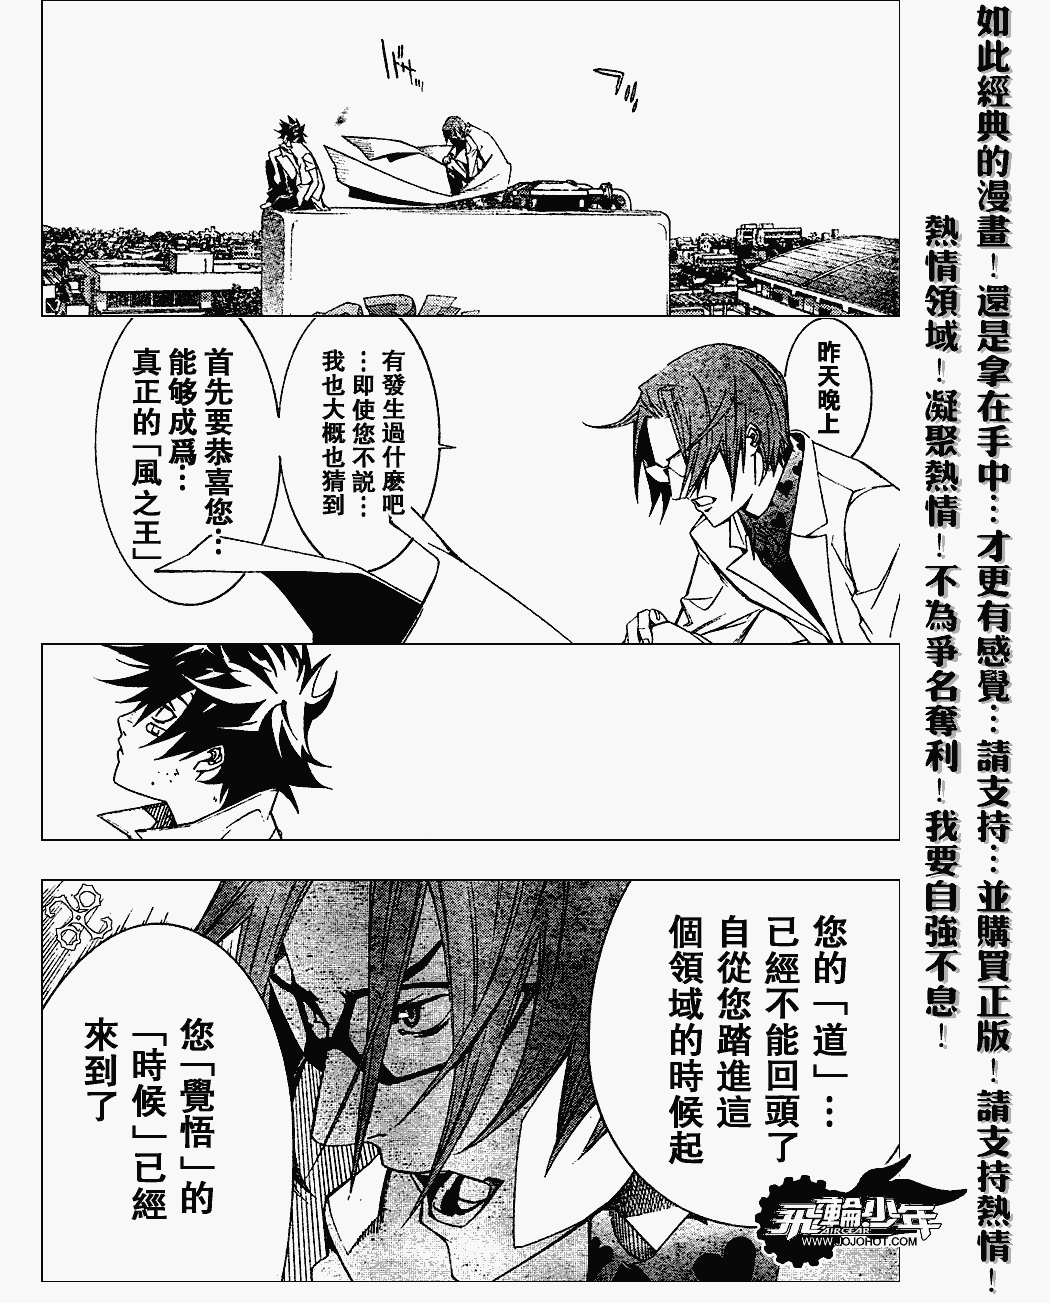 如此經典的漫畫！還是拿在手中…才更有感覺…請支持…並購買正版！請支持熱情！
熱情領域！凝聚熱情！不為爭名奪利！我要自強不息！
昨天晚上
有發生過什麼吧
…即使您不説…
我也大概也猜到
首先要恭喜您…
能够成爲…
真正的「風之王」
您的「道」…
已經不能回頭了
自從您踏進這
個領域的時候起
您「覺悟」的
「時候」已經
來到了
飛輪少年
AIRGEAR
WWW.JOJOHOT.COM